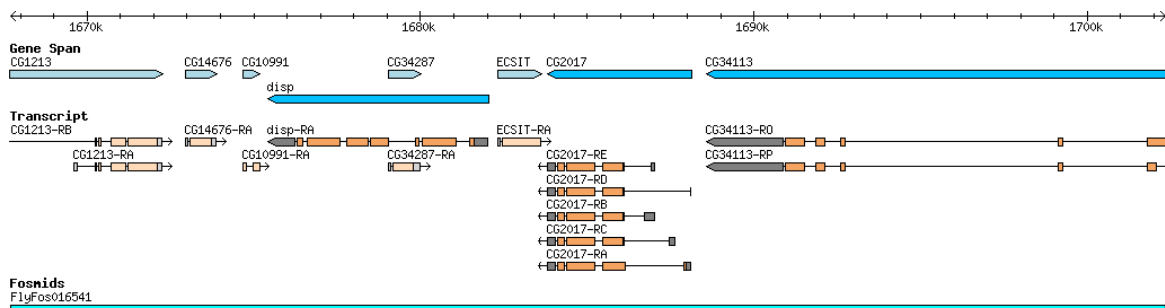 1670k 1680k 1690k 1700k
Gene Span
CG1213 CG14676 CG10991 CG34287 ECSIT CG2017 CG34113
disp
Transcript
CG1213-RB CG14676-RA disp-RA ECSIT-RA CG34113-RO
CG1213-RA CG10991-RA CG34287-RA CG2017-RE CG34113-RP
CG2017-RD
CG2017-RB
CG2017-RC
CG2017-RA
Fosmids
FlyFos016541